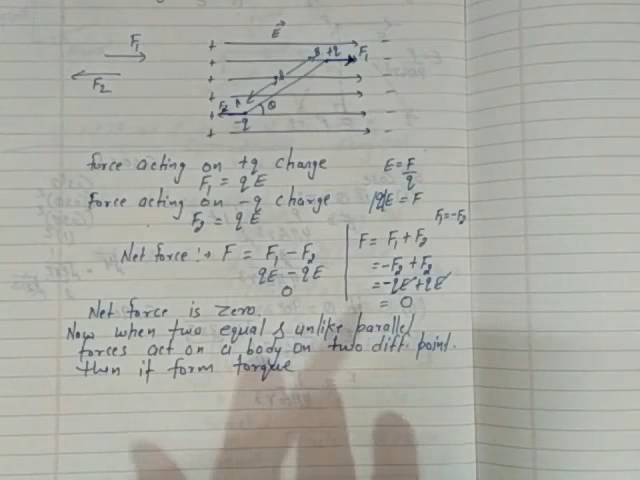 E
F₁
F₂
+q
F₁
F₂
θ
-q
force acting on +q charge
F₁ = qE
force acting on -q charge
F₂ = qE
E = F/q
|q|E = F
F₁=-F₂
Net force :→ F = F₁ - F₂
qE - qE
0
F = F₁ + F₂
= -F₂ + F₂
= -qE + qE
= 0
Net force is zero.
Now when two equal & unlike parallel
forces act on a body on two diff. point.
then if form torque